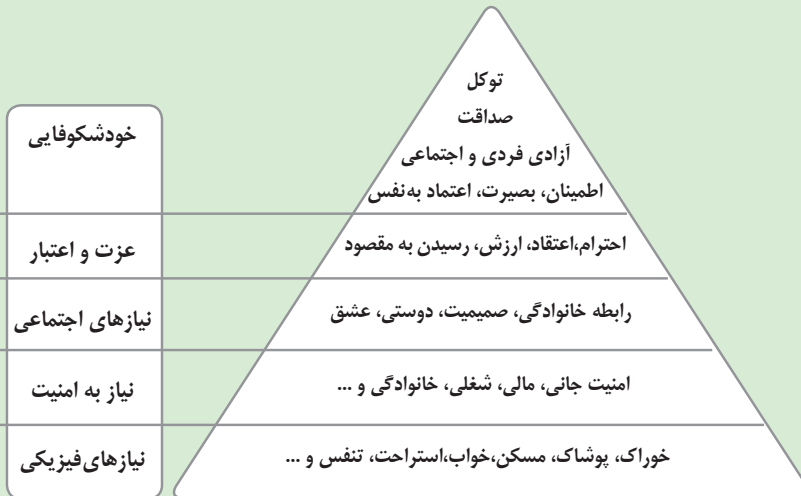 توکل
صداقت
آزادی فردی و اجتماعی
اطمینان، بصیرت، اعتماد به‌نفس
خودشکوفایی
احترام،اعتقاد، ارزش، رسیدن به مقصود
عزت و اعتبار
رابطه خانوادگی، صمیمیت، دوستی، عشق
نیازهای اجتماعی
امنیت جانی، مالی، شغلی، خانوادگی و ...
نیاز به امنیت
خوراک، پوشاک، مسکن،خواب،استراحت، تنفس و ...
نیازهای‌فیزیکی